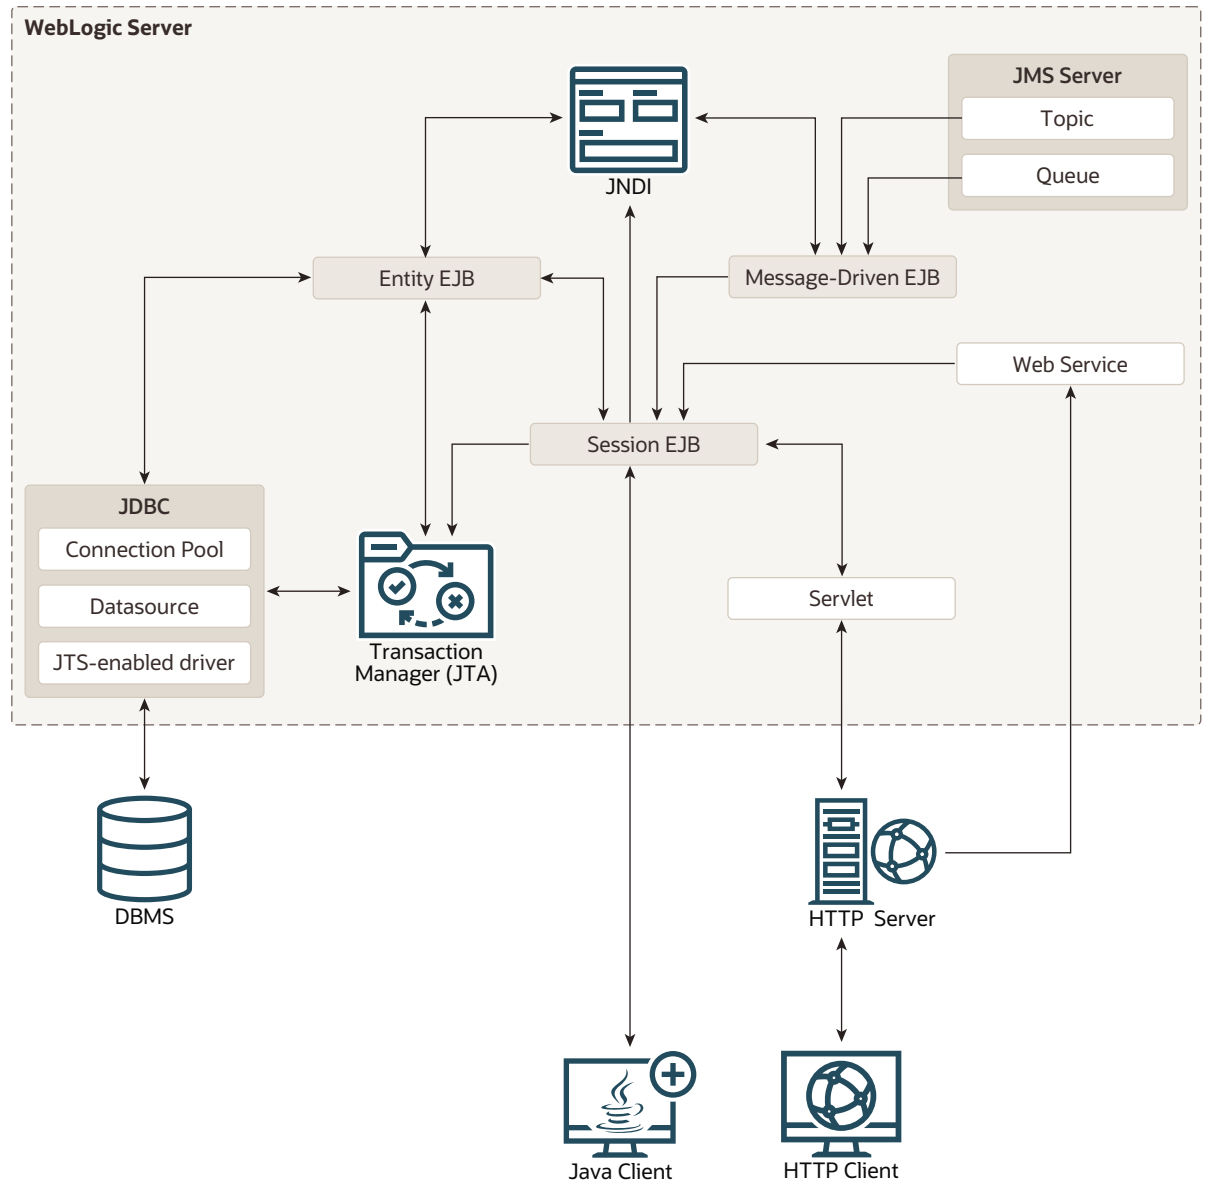 WebLogic Server
JMS Server
Topic
Queue
JNDI
Entity EJB
Message-Driven EJB
Web Service
Session EJB
JDBC
Connection Pool
Datasource
JTS-enabled driver
Transaction
Manager (JTA)
Servlet
DBMS
HTTP Server
Java Client
HTTP Client